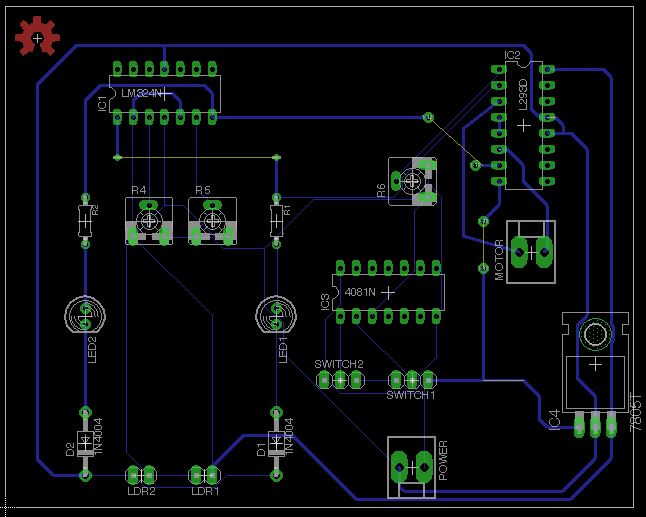 IC2
L293D
LM324N
IC1
R4
R5
R6
R2
R1
MOTOR
IC3
4081N
LED2
LED1
SWITCH2
SWITCH1
IC4
7805T
D2
1N4004
D1
1N4004
POWER
LDR2
LDR1